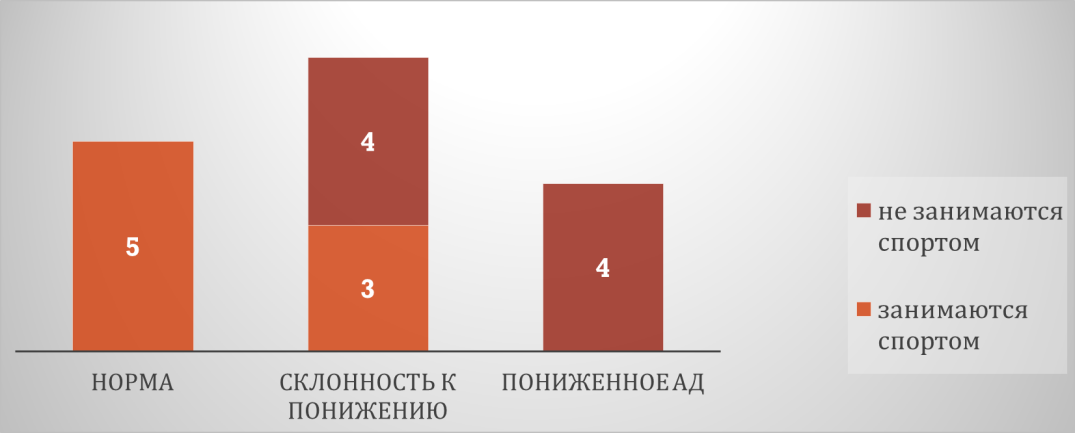 4
5
3
4
НОРМА
СКЛОННОСТЬ К
ПОНИЖЕНИЮ
ПОНИЖЕННОЕ АД
не занимаются
спортом
занимаются
спортом